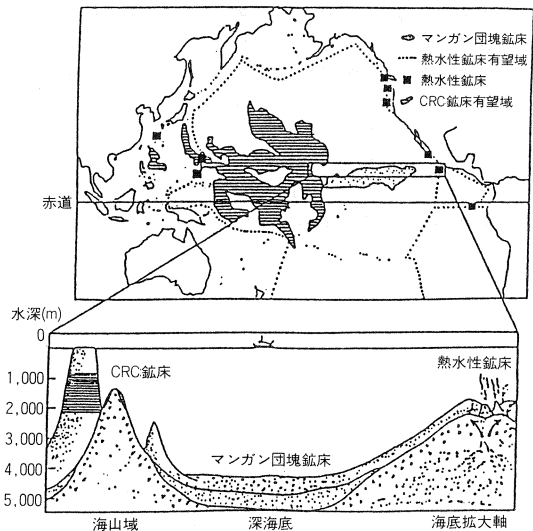 マンガン団塊鉱床
熱水性鉱床有望域
熱水性鉱床
CRC鉱床有望域
赤道
水深(m)
0
CRC鉱床
熱水性鉱床
1,000
2,000
3,000
マンガン団塊鉱床
4,000
5,000
海山域
深海底
海底拡大軸